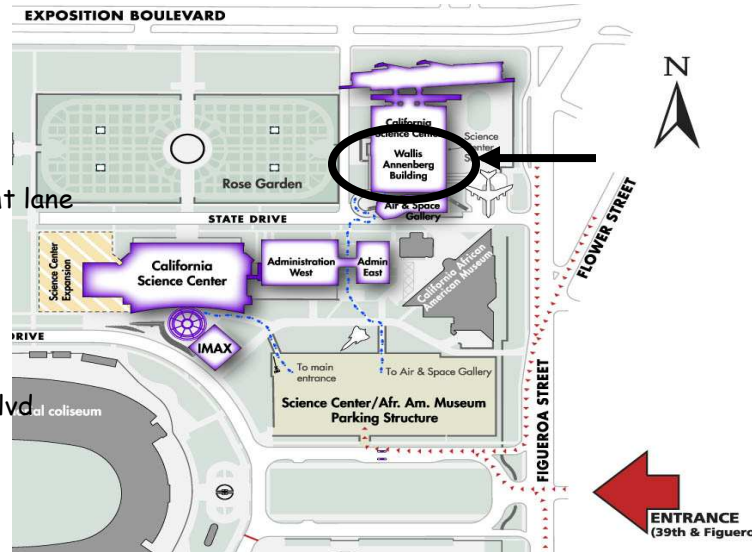 EXPOSITION BOULEVARD
N
California
Science Center
Wallis
Annenberg
Building
Science
Center
Air & Space
Gallery
Rose Garden
lane
STATE DRIVE
FLOWER STREET
Science Center
Expansion
California
Science Center
Administration
West
Admin
East
California African
American Museum
DRIVE
IMAX
To main
entrance
To Air & Space Gallery
Science Center/Afr. Am. Museum
Parking Structure
lvd
coliseum
FIGUEROA STREET
ENTRANCE
(39th & Figuero